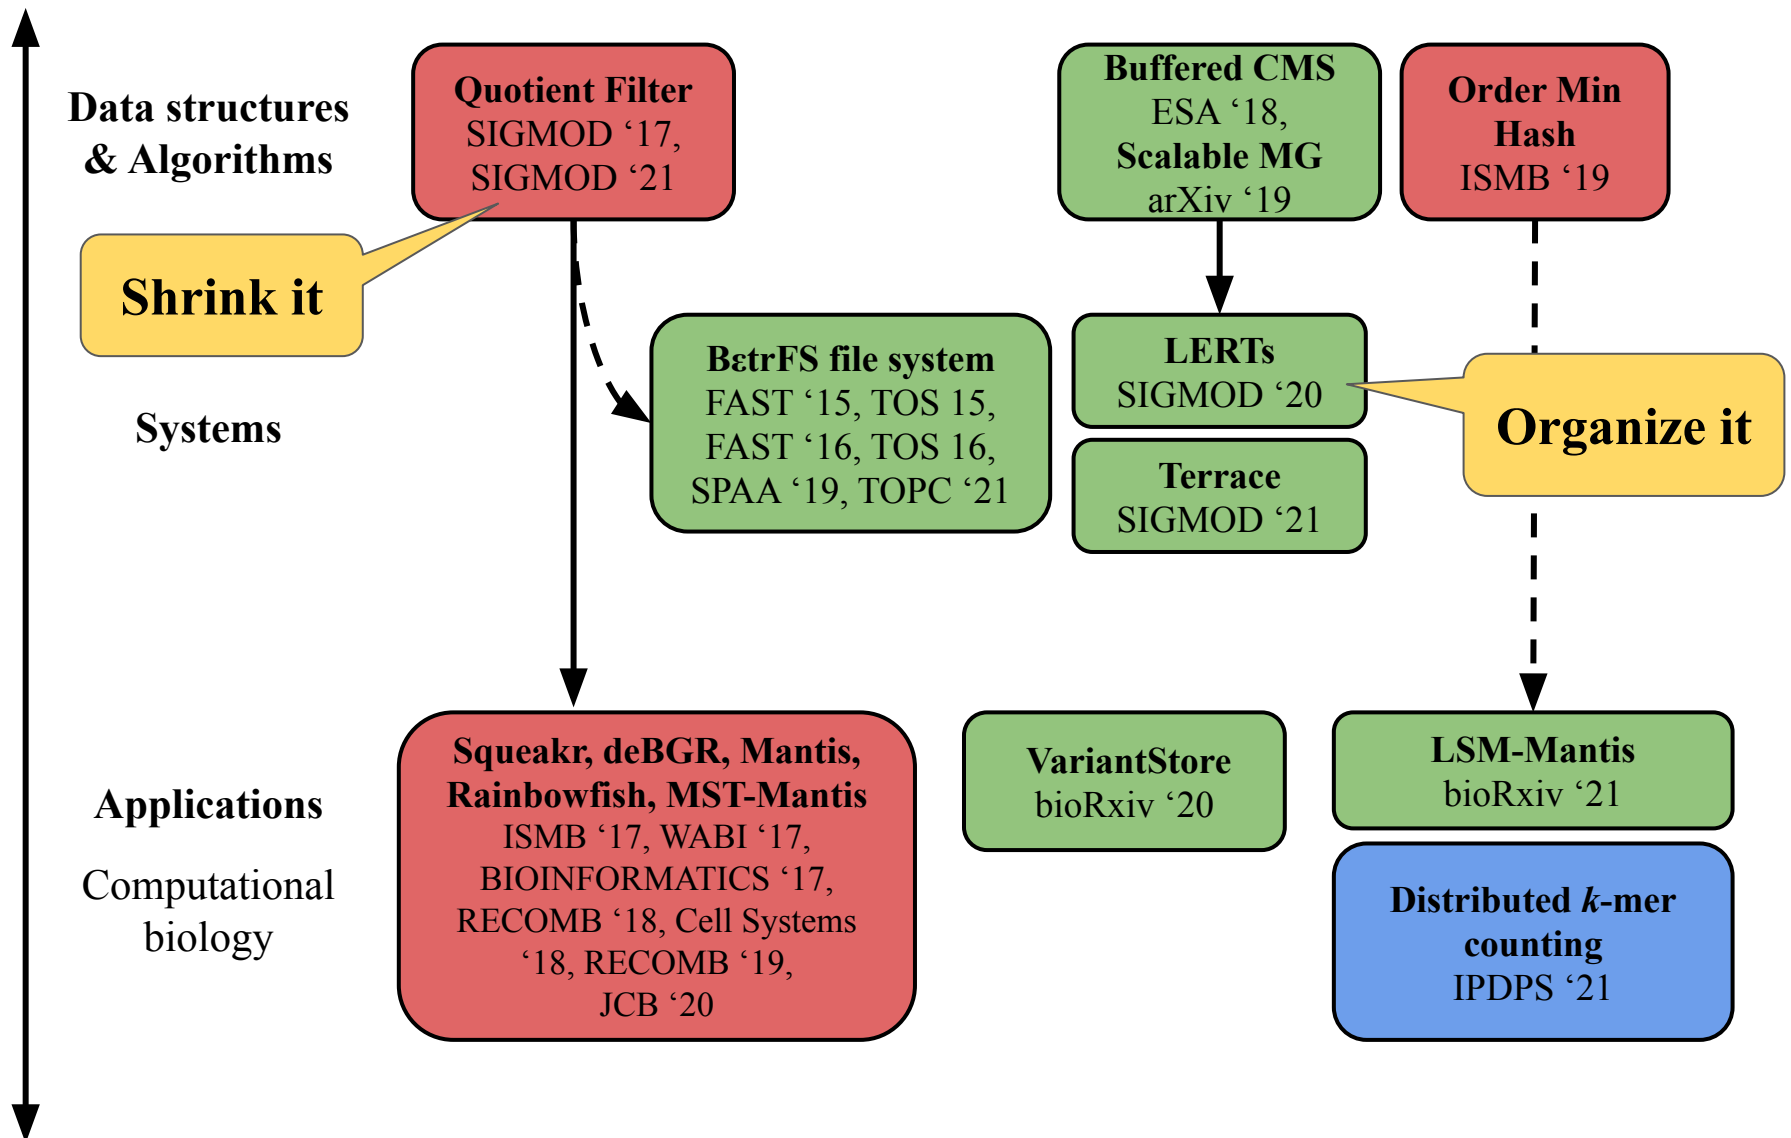 Data structures
& Algorithms
Quotient Filter
SIGMOD ‘17,
SIGMOD ‘21
Buffered CMS
ESA ‘18,
Scalable MG
arXiv ‘19
Order Min
Hash
ISMB ‘19
Shrink it
Systems
BεtrFS file system
FAST ‘15, TOS 15,
FAST ‘16, TOS 16,
SPAA ‘19, TOPC ‘21
LERTs
SIGMOD ‘20
Terrace
SIGMOD ‘21
Organize it
Applications
Computational
biology
Squeakr, deBGR, Mantis,
Rainbowfish, MST-Mantis
ISMB ‘17, WABI ‘17,
BIOINFORMATICS ‘17,
RECOMB ‘18, Cell Systems
‘18, RECOMB ‘19,
JCB ‘20
VariantStore
bioRxiv ‘20
LSM-Mantis
bioRxiv ‘21
Distributed k-mer
counting
IPDPS ‘21